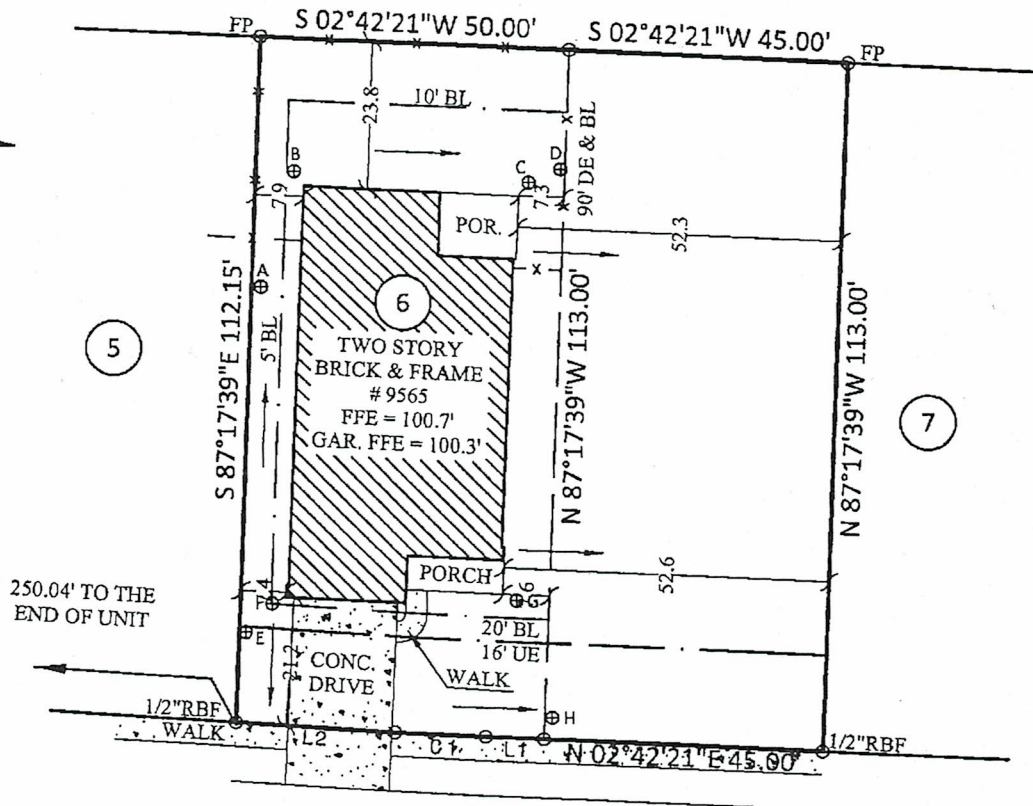 S 02°42'21"W 50.00'
S 02°42'21"W 45.00'
FP
FP
10' BL
23.8
B
C
D
90' DE & BL
7.9
7.3
POR.
52.3
A
6
5' BL
S 87°17'39"E 112.15'
5
TWO STORY
BRICK & FRAME
# 9565
FFE = 100.7'
GAR. FFE = 100.3'
N 87°17'39"W 113.00'
N 87°17'39"W 113.00'
7
PORCH
52.6
250.04' TO THE
END OF UNIT
F
G
E
20' BL
16' UE
21.2
CONC.
DRIVE
WALK
H
1/2"RBF
WALK
L2
C1
L1
N 02°42'21"E 45.00'
1/2"RBF